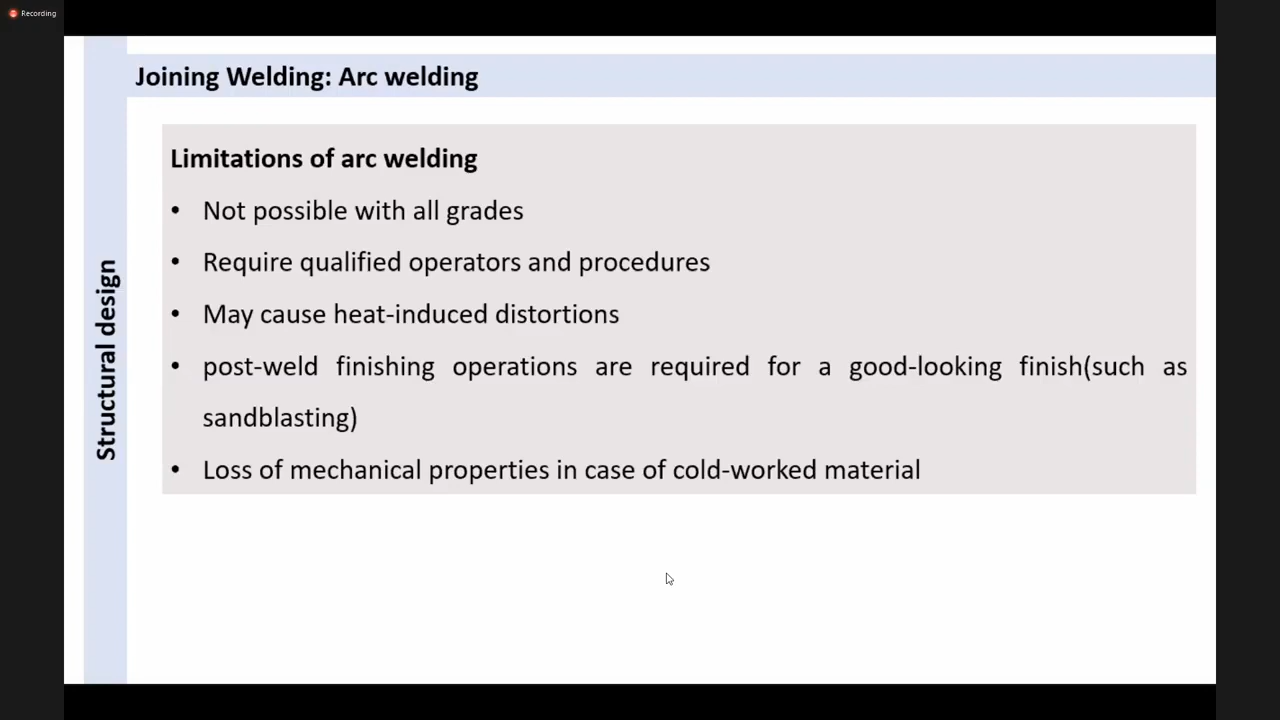 Recording
Joining Welding: Arc welding
Structural design
Limitations of arc welding
• Not possible with all grades
• Require qualified operators and procedures
• May cause heat-induced distortions
• post-weld finishing operations are required for a good-looking finish(such as
sandblasting)
• Loss of mechanical properties in case of cold-worked material